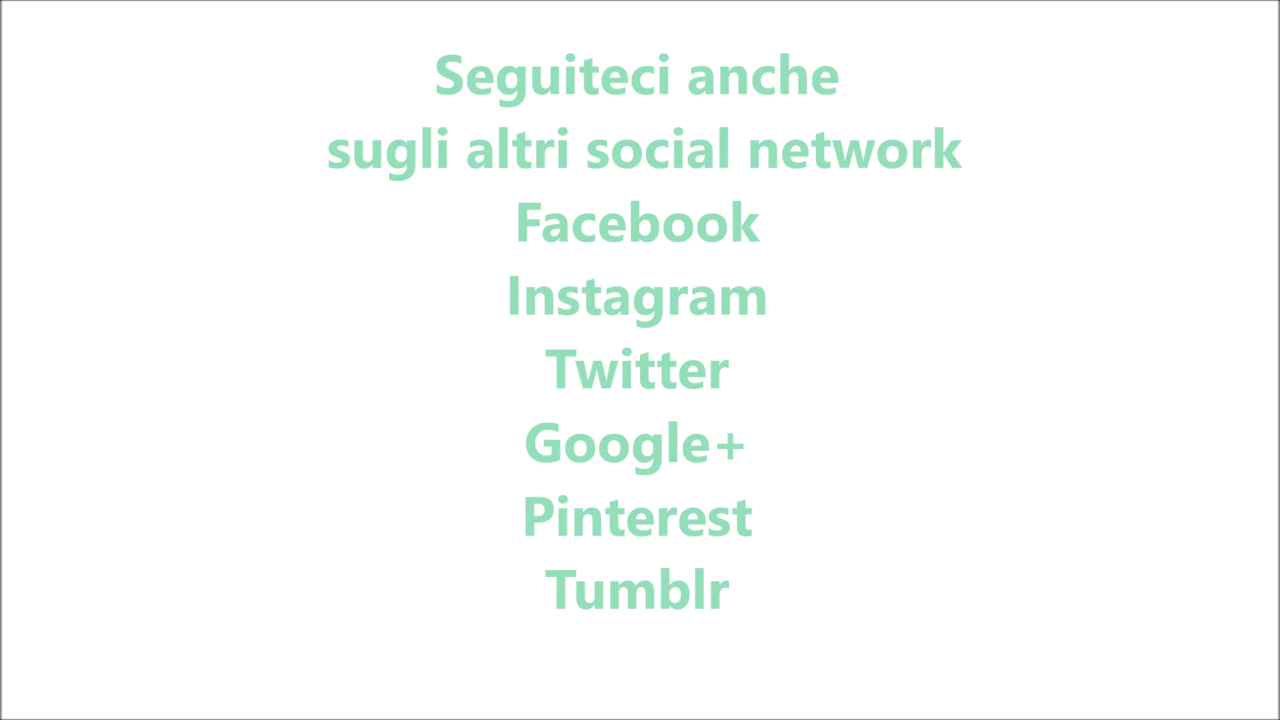 Seguiteci anche
sugli altri social network
Facebook
Instagram
Twitter
Google+
Pinterest
Tumblr